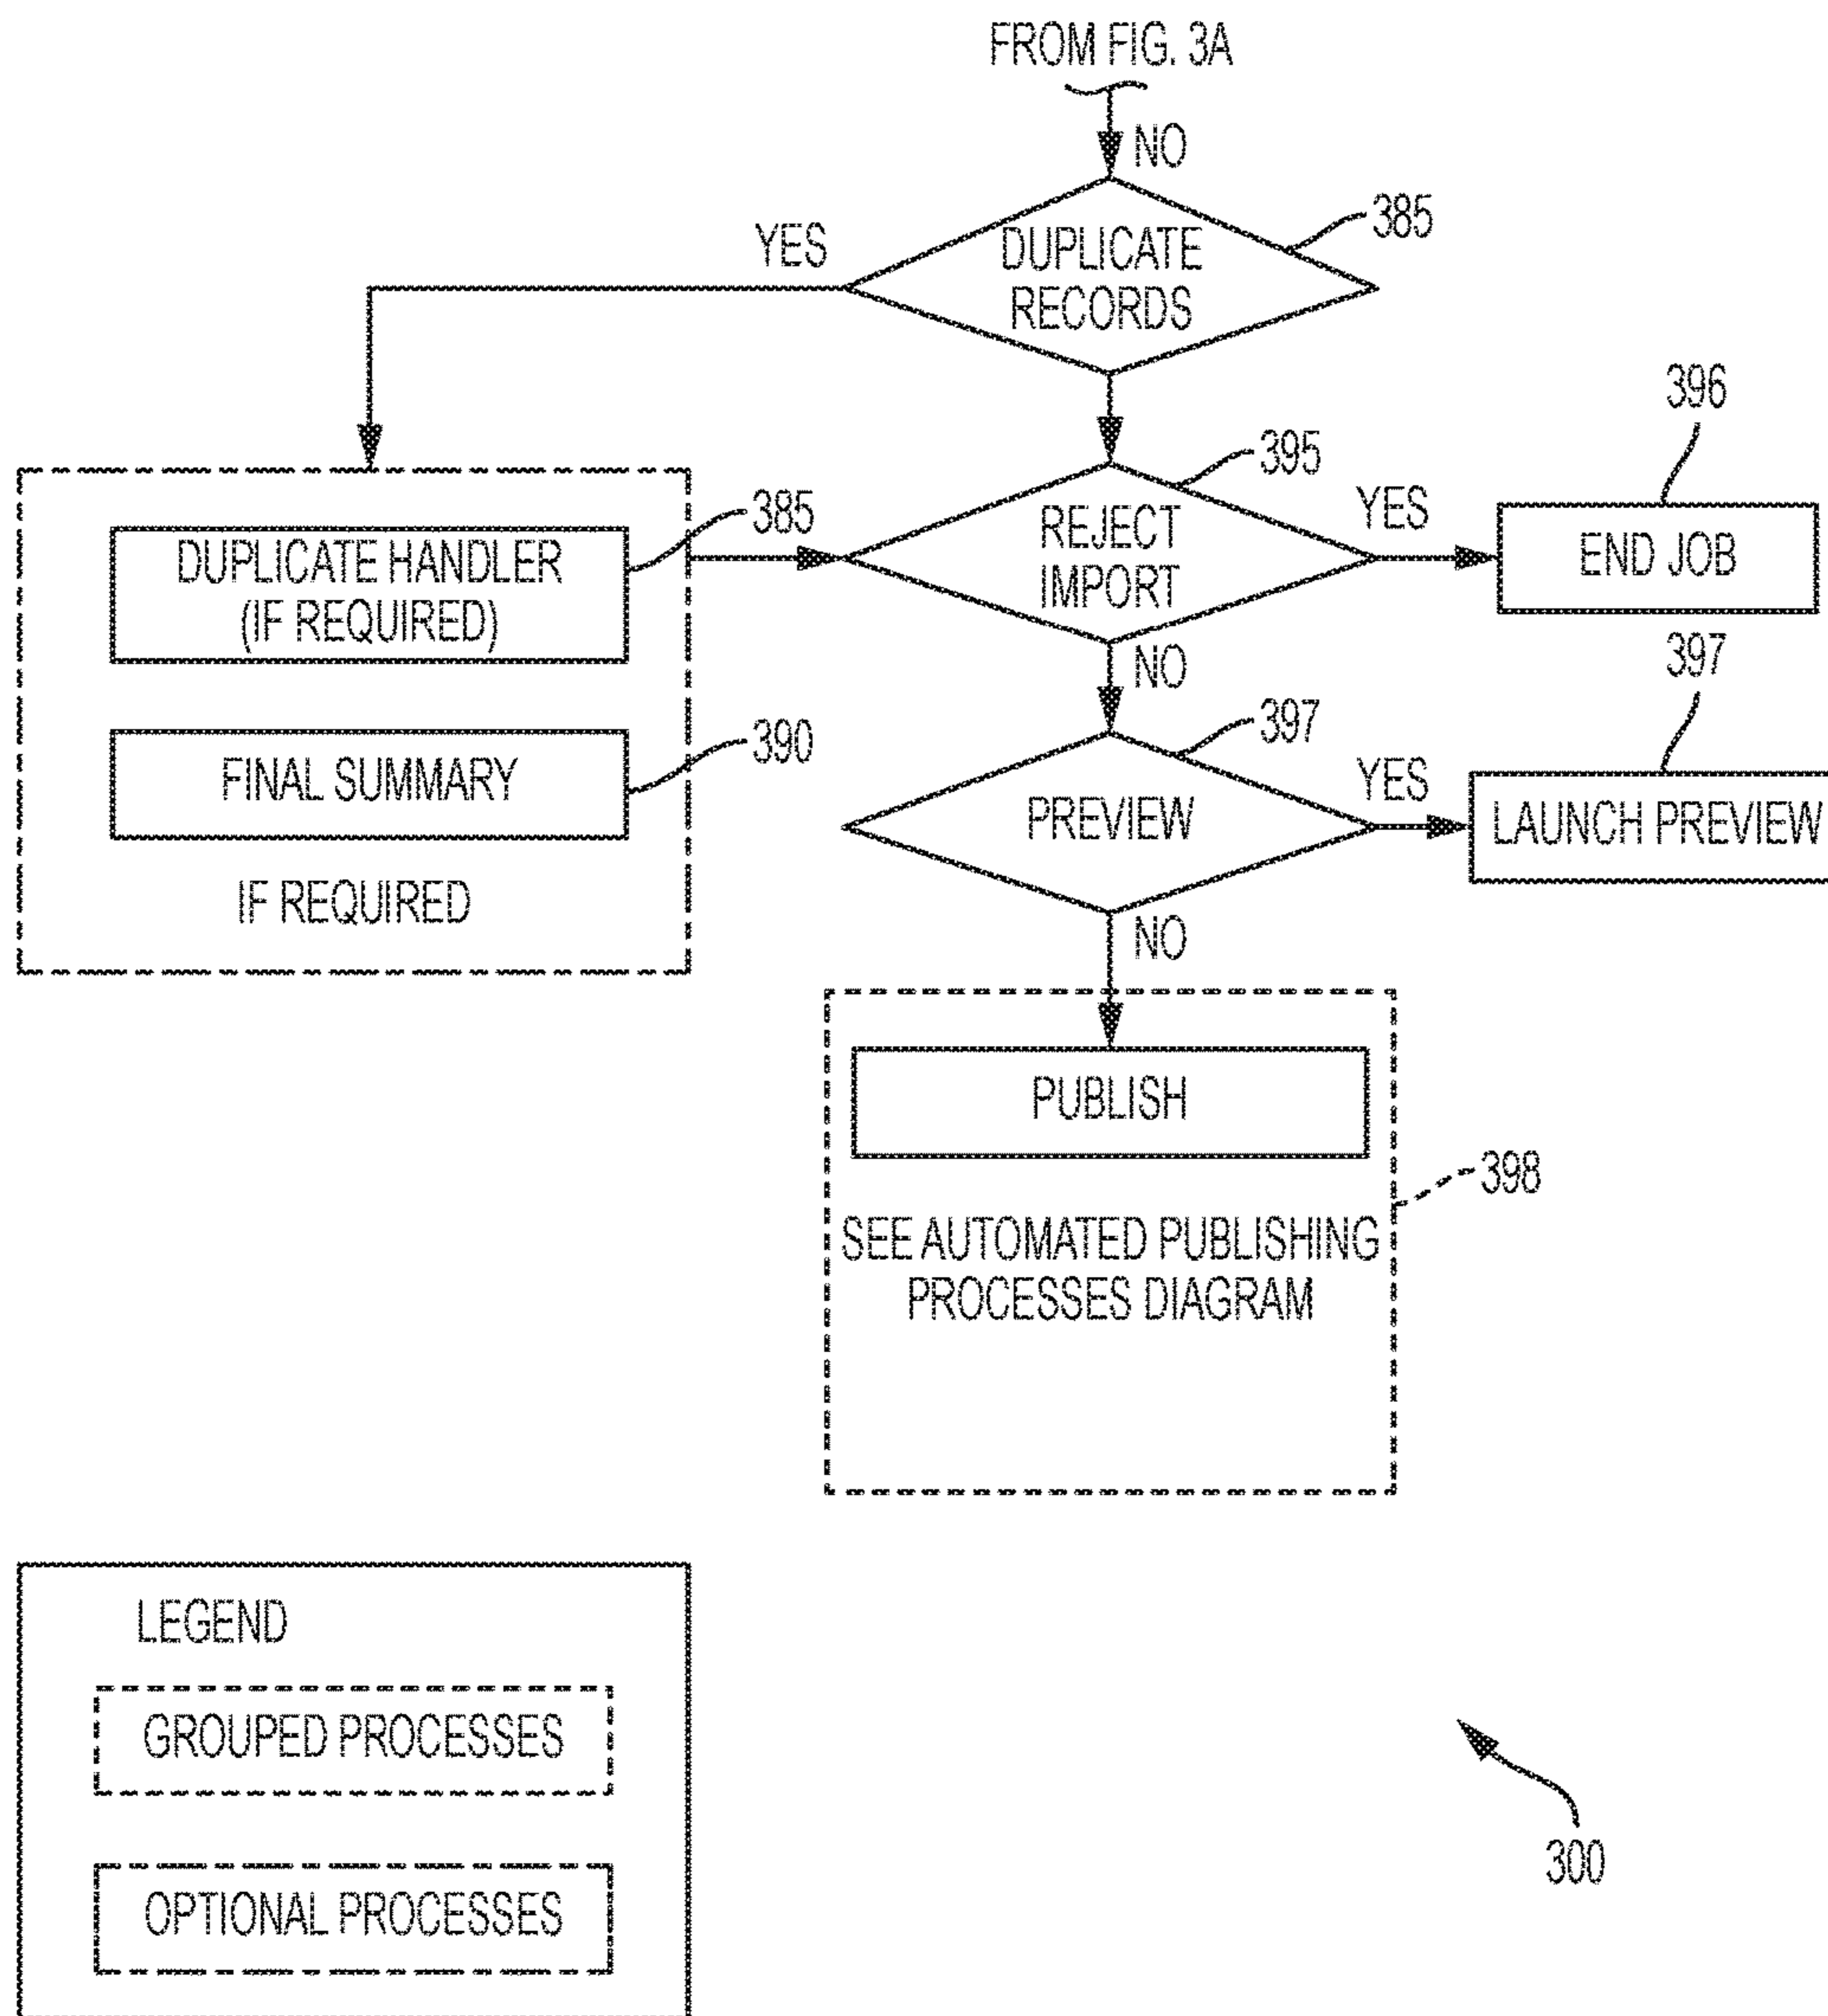 FROM FIG. 3A
NO
385
YES
DUPLICATE
RECORDS
396
395
385
YES
REJECT
IMPORT
END JOB
DUPLICATE HANDLER
(IF REQUIRED)
NO
397
397
390
YES
FINAL SUMMARY
PREVIEW
LAUNCH PREVIEW
IF REQUIRED
NO
PUBLISH
398
SEE AUTOMATED PUBLISHING
PROCESSES DIAGRAM
LEGEND
GROUPED PROCESSES
300
OPTIONAL PROCESSES